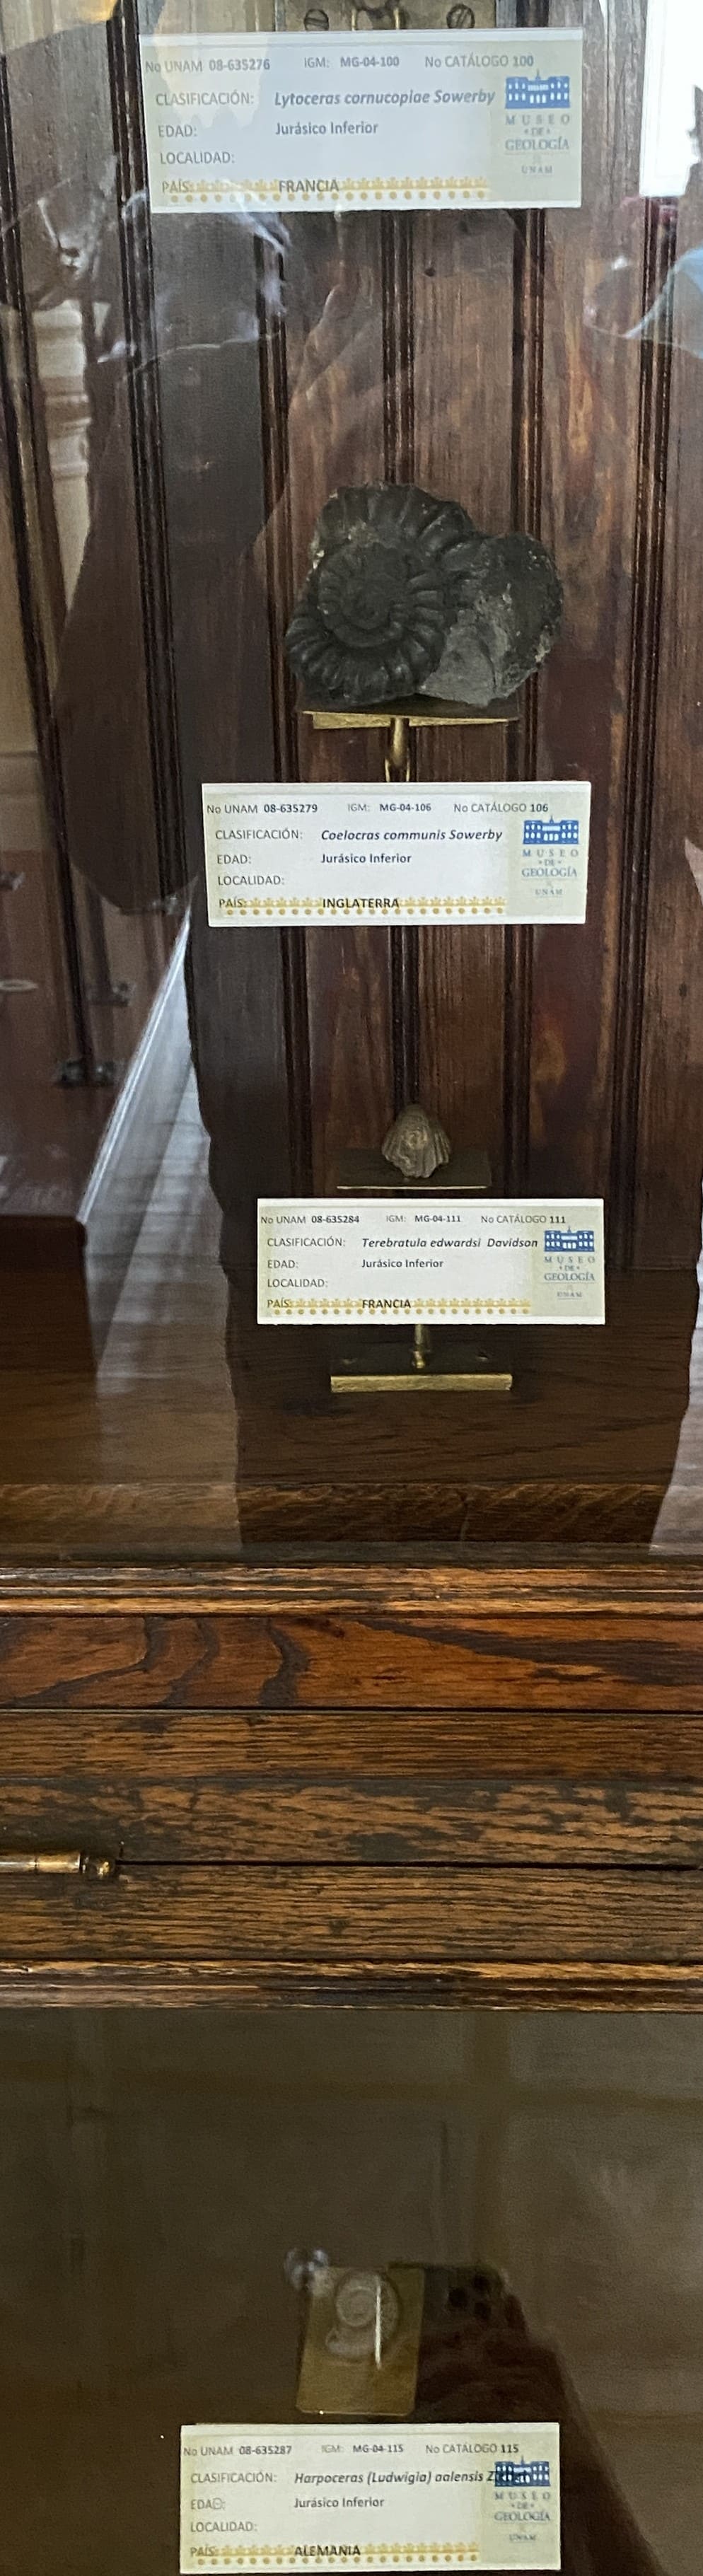 No UNAM 08-635276 IGM: MG-04-100 No CATÁLOGO 100
CLASIFICACIÓN: Lytoceras cornucopiae Sowerby
EDAD: Jurásico Inferior
LOCALIDAD:
PAÍS: FRANCIA
MUSEO
DE
GEOLOGÍA
UNAM
No UNAM 08-635279 IGM: MG-04-106 No CATÁLOGO 106
CLASIFICACIÓN: Coelocras communis Sowerby
EDAD: Jurásico Inferior
LOCALIDAD:
PAÍS: INGLATERRA
MUSEO
DE
GEOLOGÍA
UNAM
No UNAM 08-635284 IGM: MG-04-111 No CATÁLOGO 111
CLASIFICACIÓN: Terebratula edwardsi Davidson
EDAD: Jurásico Inferior
LOCALIDAD:
PAÍS: FRANCIA
MUSEO
DE
GEOLOGÍA
UNAM
No UNAM 08-635287 IGM: MG-04-115 No CATÁLOGO 115
CLASIFICACIÓN: Harpoceras (Ludwigia) aalensis
EDAD: Jurásico Inferior
LOCALIDAD:
PAÍS: ALEMANIA
MUSEO
DE
GEOLOGÍA
UNAM